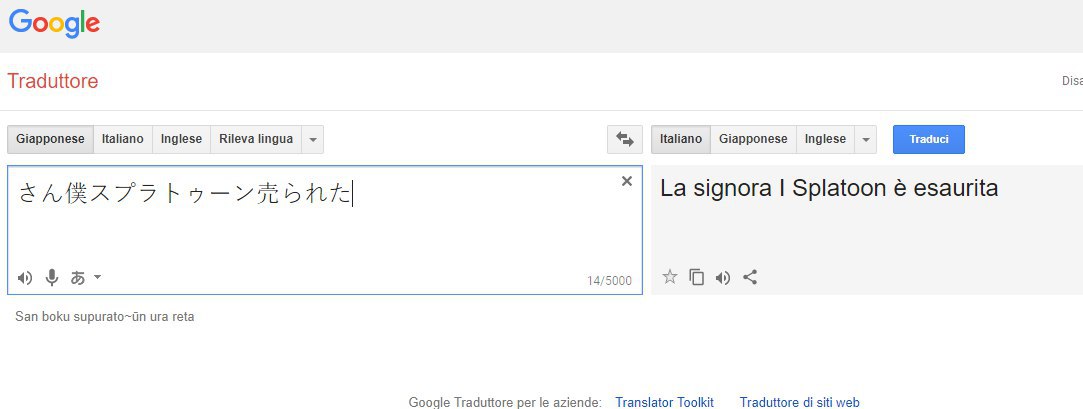 Google
Traduttore
Disa
Giapponese Italiano Inglese Rileva lingua
Italiano Giapponese Inglese Traduci
さん僕スプラトゥーン売られた
La signora I Splatoon è esaurita
あ
14/5000
San boku supurato~ūn ura reta
Google Traduttore per le aziende: Translator Toolkit Traduttore di siti web